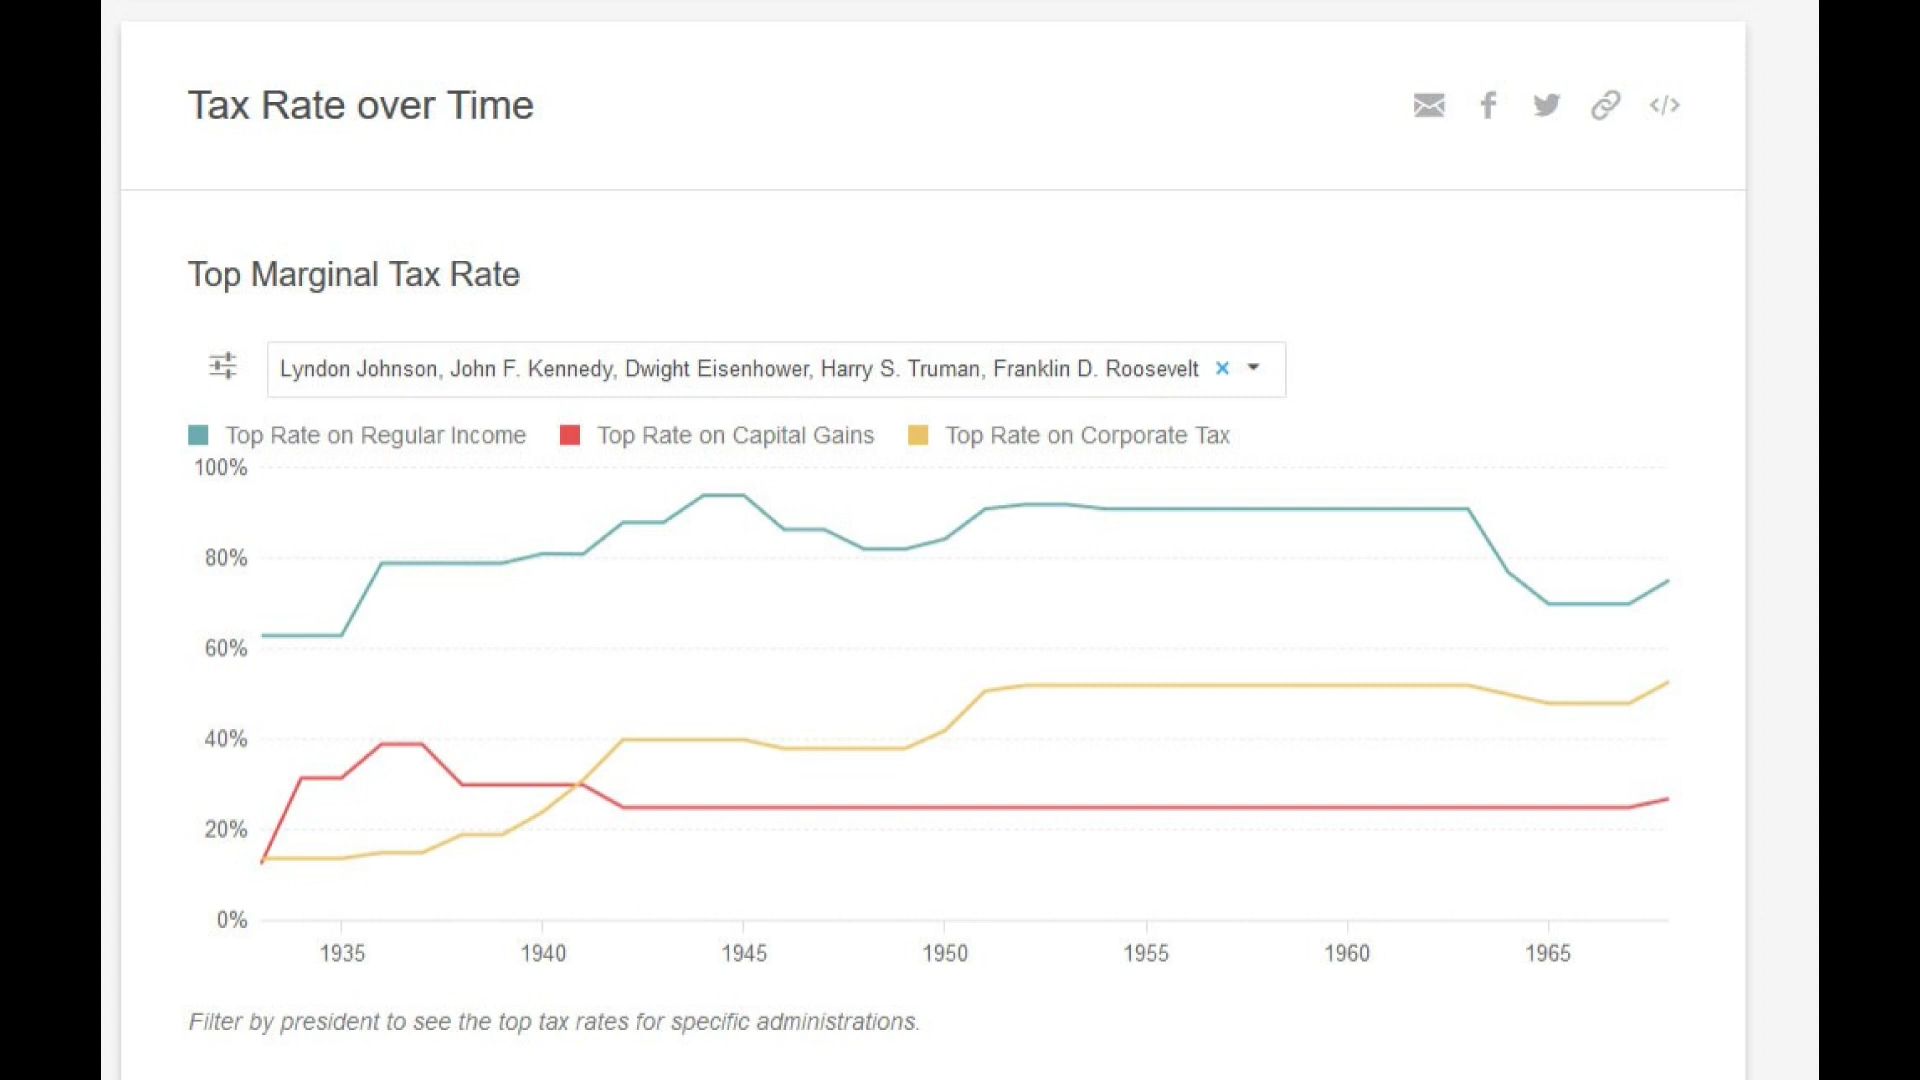 Tax Rate over Time
Top Marginal Tax Rate
Lyndon Johnson, John F. Kennedy, Dwight Eisenhower, Harry S. Truman, Franklin D. Roosevelt
Top Rate on Regular Income Top Rate on Capital Gains Top Rate on Corporate Tax
100%
80%
60%
40%
20%
0%
1935 1940 1945 1950 1955 1960 1965
Filter by president to see the top tax rates for specific administrations.